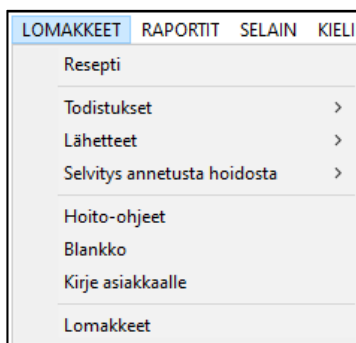 LOMAKKEET RAPORTIT SELAIN KIELI
Resepti
Todistukset
Lähetteet
Selvitys annetusta hoidosta
Hoito-ohjeet
Blankko
Kirje asiakkaalle
Lomakkeet